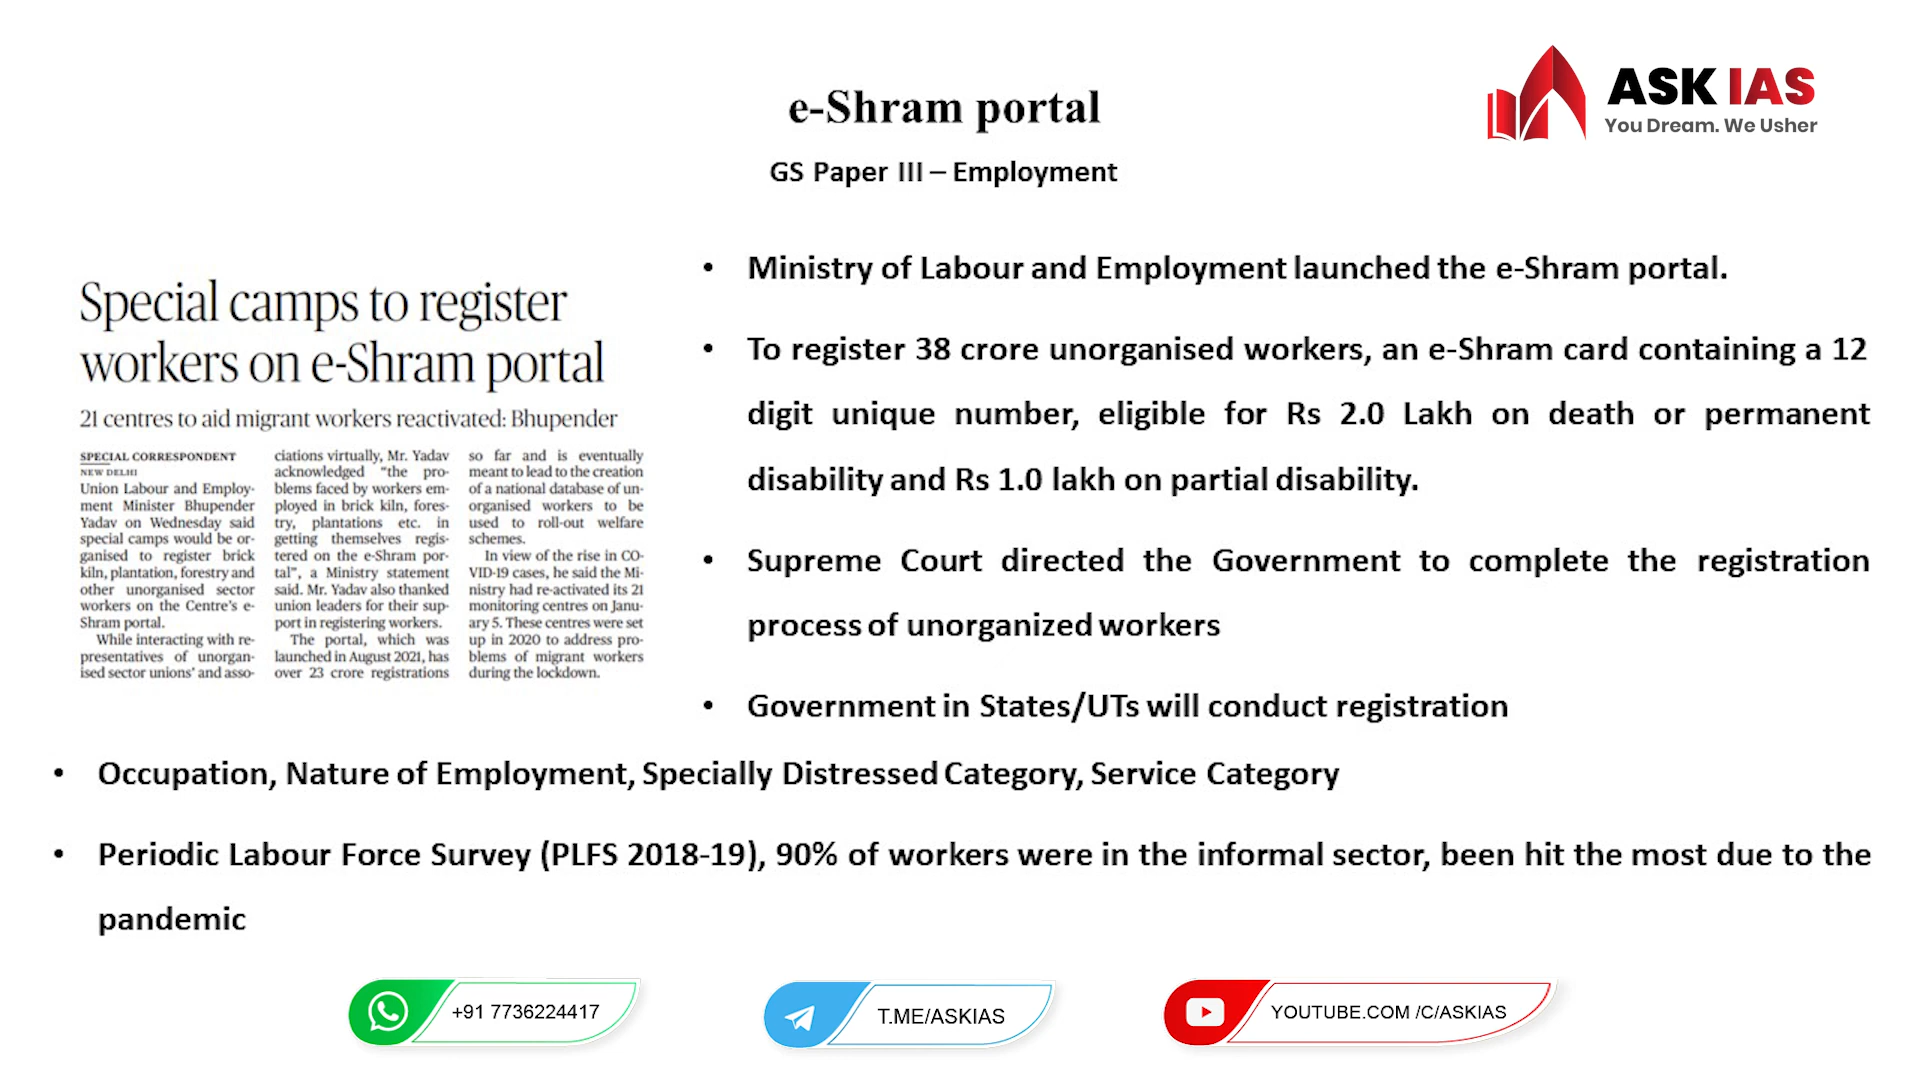 e-Shram portal
GS Paper III – Employment
ASK IAS
You Dream. We Usher
Special camps to register
workers on e-Shram portal
21 centres to aid migrant workers reactivated: Bhupender
SPECIAL CORRESPONDENT
NEW DELHI
Union Labour and Employ-
ment Minister Bhupender
Yadav on Wednesday said
special camps would be or-
ganised to register brick
kiln, plantation, forestry and
other unorganised sector
workers on the Centre's e-
Shram portal.
While interacting with re-
presentatives of unorgan-
ised sector unions' and asso-
ciations virtually, Mr. Yadav
acknowledged "the pro-
blems faced by workers em-
ployed in brick kiln, fores-
try, plantations etc. in
getting themselves regis-
tered on the e-Shram por-
tal", a Ministry statement
said. Mr. Yadav also thanked
union leaders for their sup-
port in registering workers.
The portal, which was
launched in August 2021, has
over 23 crore registrations
so far and is eventually
meant to lead to the creation
of a national database of un-
organised workers to be
used to roll-out welfare
schemes.
In view of the rise in CO-
VID-19 cases, he said the Mi-
nistry had re-activated its 21
monitoring centres on Janu-
ary 5. These centres were set
up in 2020 to address pro-
blems of migrant workers
during the lockdown.
• Ministry of Labour and Employment launched the e-Shram portal.
• To register 38 crore unorganised workers, an e-Shram card containing a 12
digit unique number, eligible for Rs 2.0 Lakh on death or permanent
disability and Rs 1.0 lakh on partial disability.
• Supreme Court directed the Government to complete the registration
process of unorganized workers
• Government in States/UTs will conduct registration
• Occupation, Nature of Employment, Specially Distressed Category, Service Category
• Periodic Labour Force Survey (PLFS 2018-19), 90% of workers were in the informal sector, been hit the most due to the
pandemic
+91 7736224417
T.ME/ASKIAS
YOUTUBE.COM /C/ASKIAS